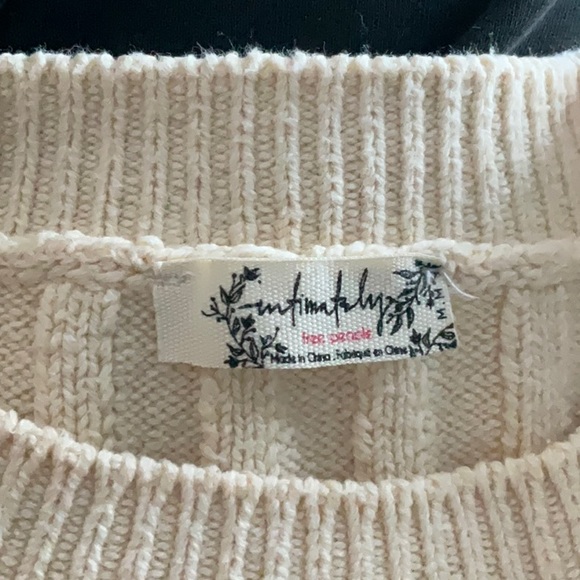 intimately
free people
Made in China . Fabriqué en Chine
M . M